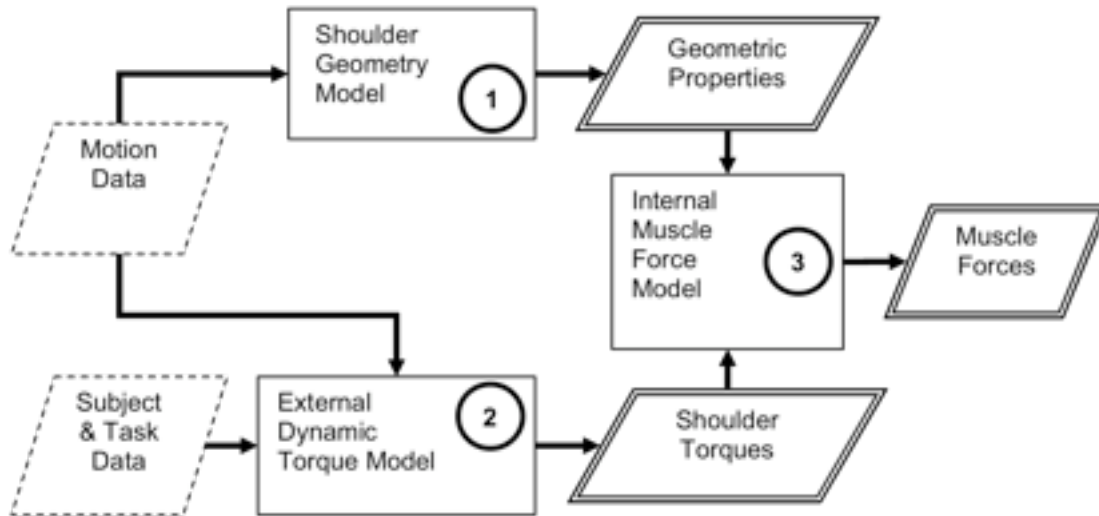 Shoulder
Geometry
Model
1
Geometric
Properties
Motion
Data
Internal
Muscle
Force
Model
3
Muscle
Forces
Subject
& Task
Data
External
Dynamic
Torque Model
2
Shoulder
Torques